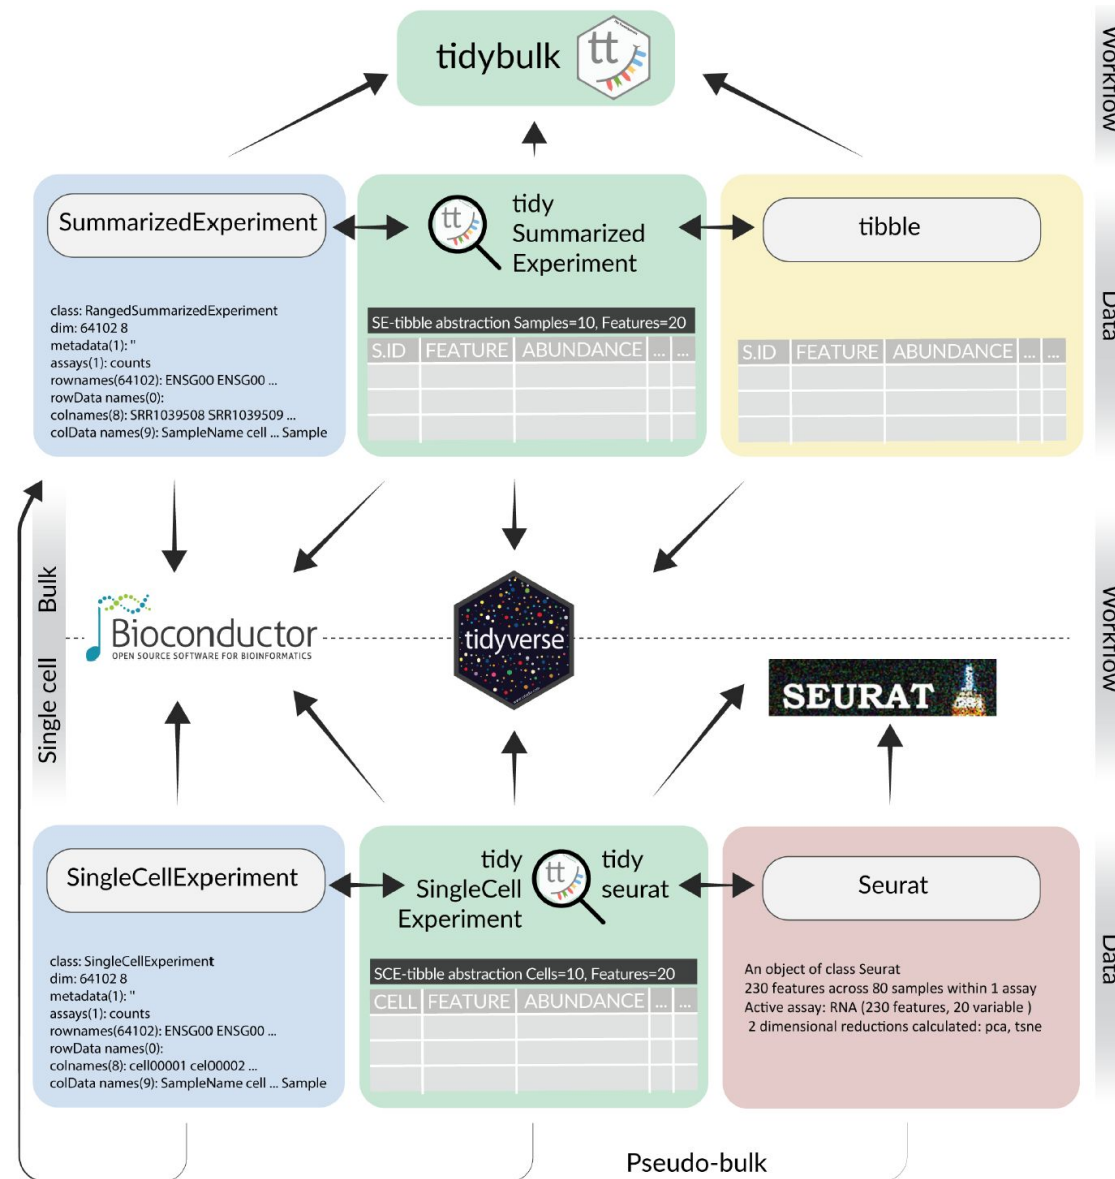 tidybulk
tt
Workflow
SummarizedExperiment
class: RangedSummarizedExperiment
dim: 64102 8
metadata(1): ''
assays(1): counts
rownames(64102): ENSG00 ENSG00 ...
rowData names(0):
colnames(8): SRR1039508 SRR1039509 ...
colData names(9): SampleName cell ... Sample
tt
tidy
Summarized
Experiment
SE-tibble abstraction Samples=10, Features=20
S.ID FEATURE ABUNDANCE ... ...
tibble
S.ID FEATURE ABUNDANCE ... ...
Data
Bulk
Single cell
Bioconductor
OPEN SOURCE SOFTWARE FOR BIOINFORMATICS
tidyverse
SEURAT
Workflow
SingleCellExperiment
class: SingleCellExperiment
dim: 64102 8
metadata(1): ''
assays(1): counts
rownames(64102): ENSG00 ENSG00 ...
rowData names(0):
colnames(8): cell00001 cel00002 ...
colData names(9): SampleName cell ... Sample
tidy
SingleCell
Experiment
tt
tidy
seurat
SCE-tibble abstraction Cells=10, Features=20
CELL FEATURE ABUNDANCE ... ...
Seurat
An object of class Seurat
230 features across 80 samples within 1 assay
Active assay: RNA (230 features, 20 variable )
2 dimensional reductions calculated: pca, tsne
Data
Pseudo-bulk